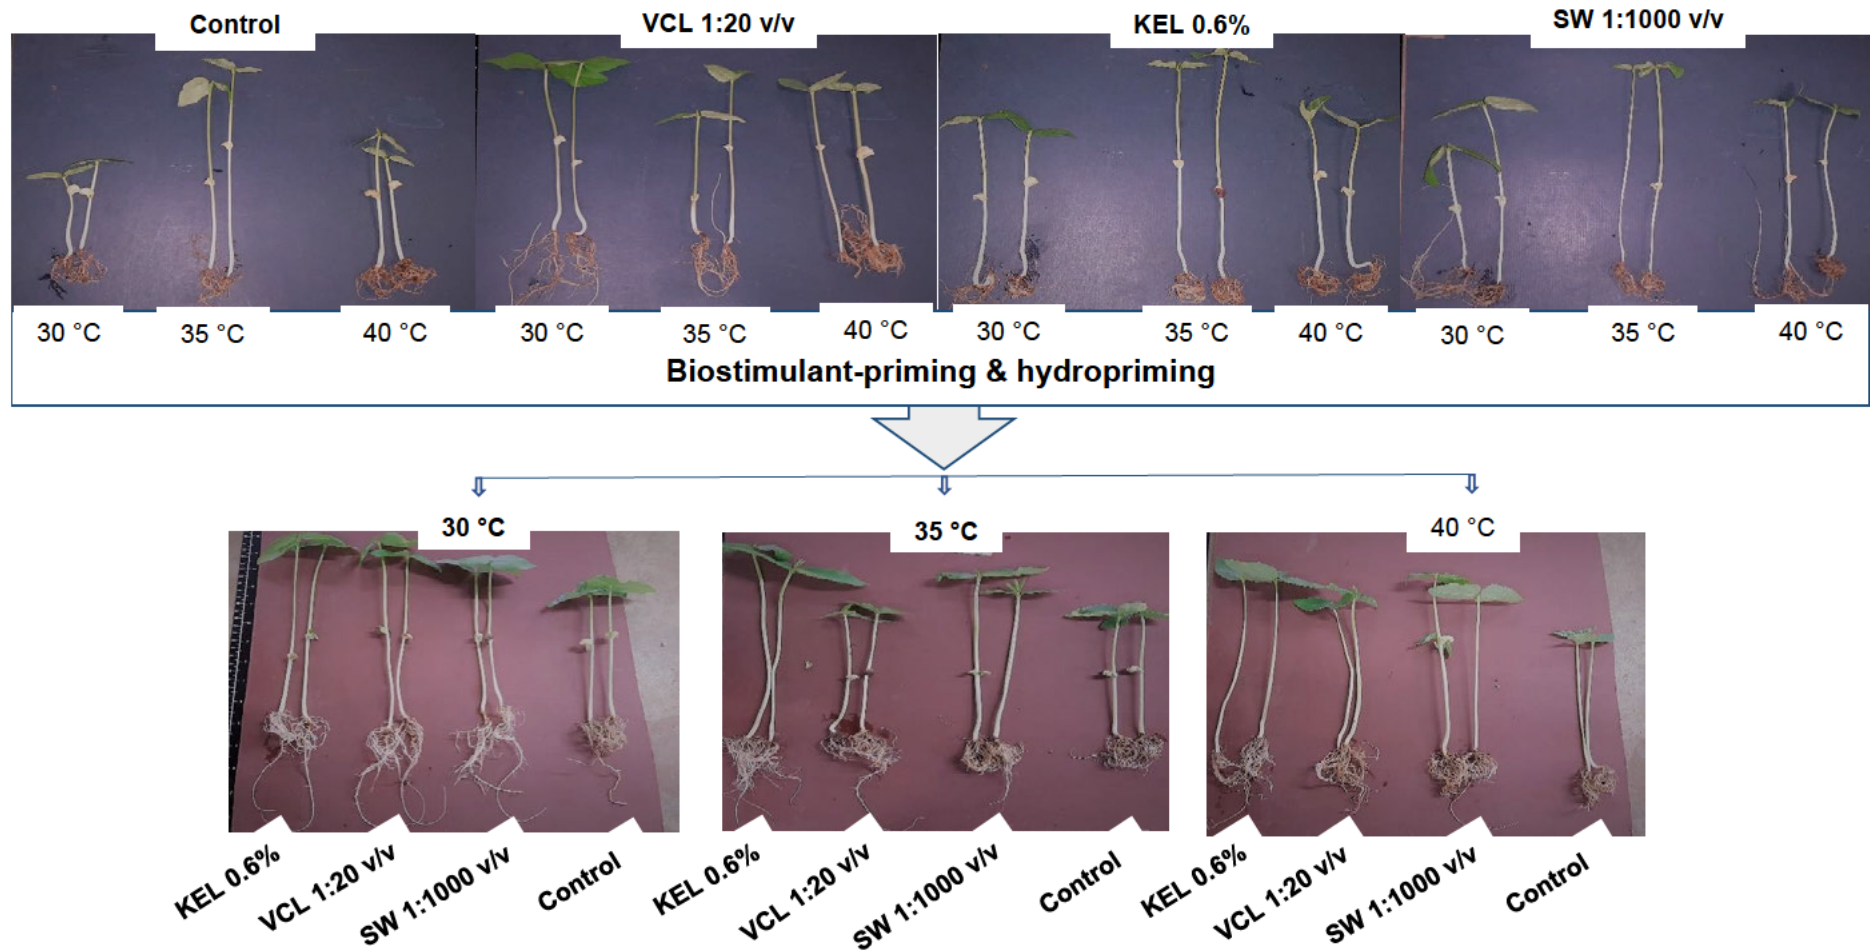 Control
VCL 1:20 v/v
KEL 0.6%
SW 1:1000 v/v
30 °C
35 °C
40 °C
30 °C
35 °C
40 °C
30 °C
35 °C
40 °C
30 °C
35 °C
40 °C
Biostimulant-priming & hydropriming
30 °C
35 °C
40 °C
KEL 0.6%
VCL 1:20 v/v
SW 1:1000 v/v
Control
KEL 0.6%
VCL 1:20 v/v
SW 1:1000 v/v
Control
KEL 0.6%
VCL 1:20 v/v
SW 1:1000 v/v
Control